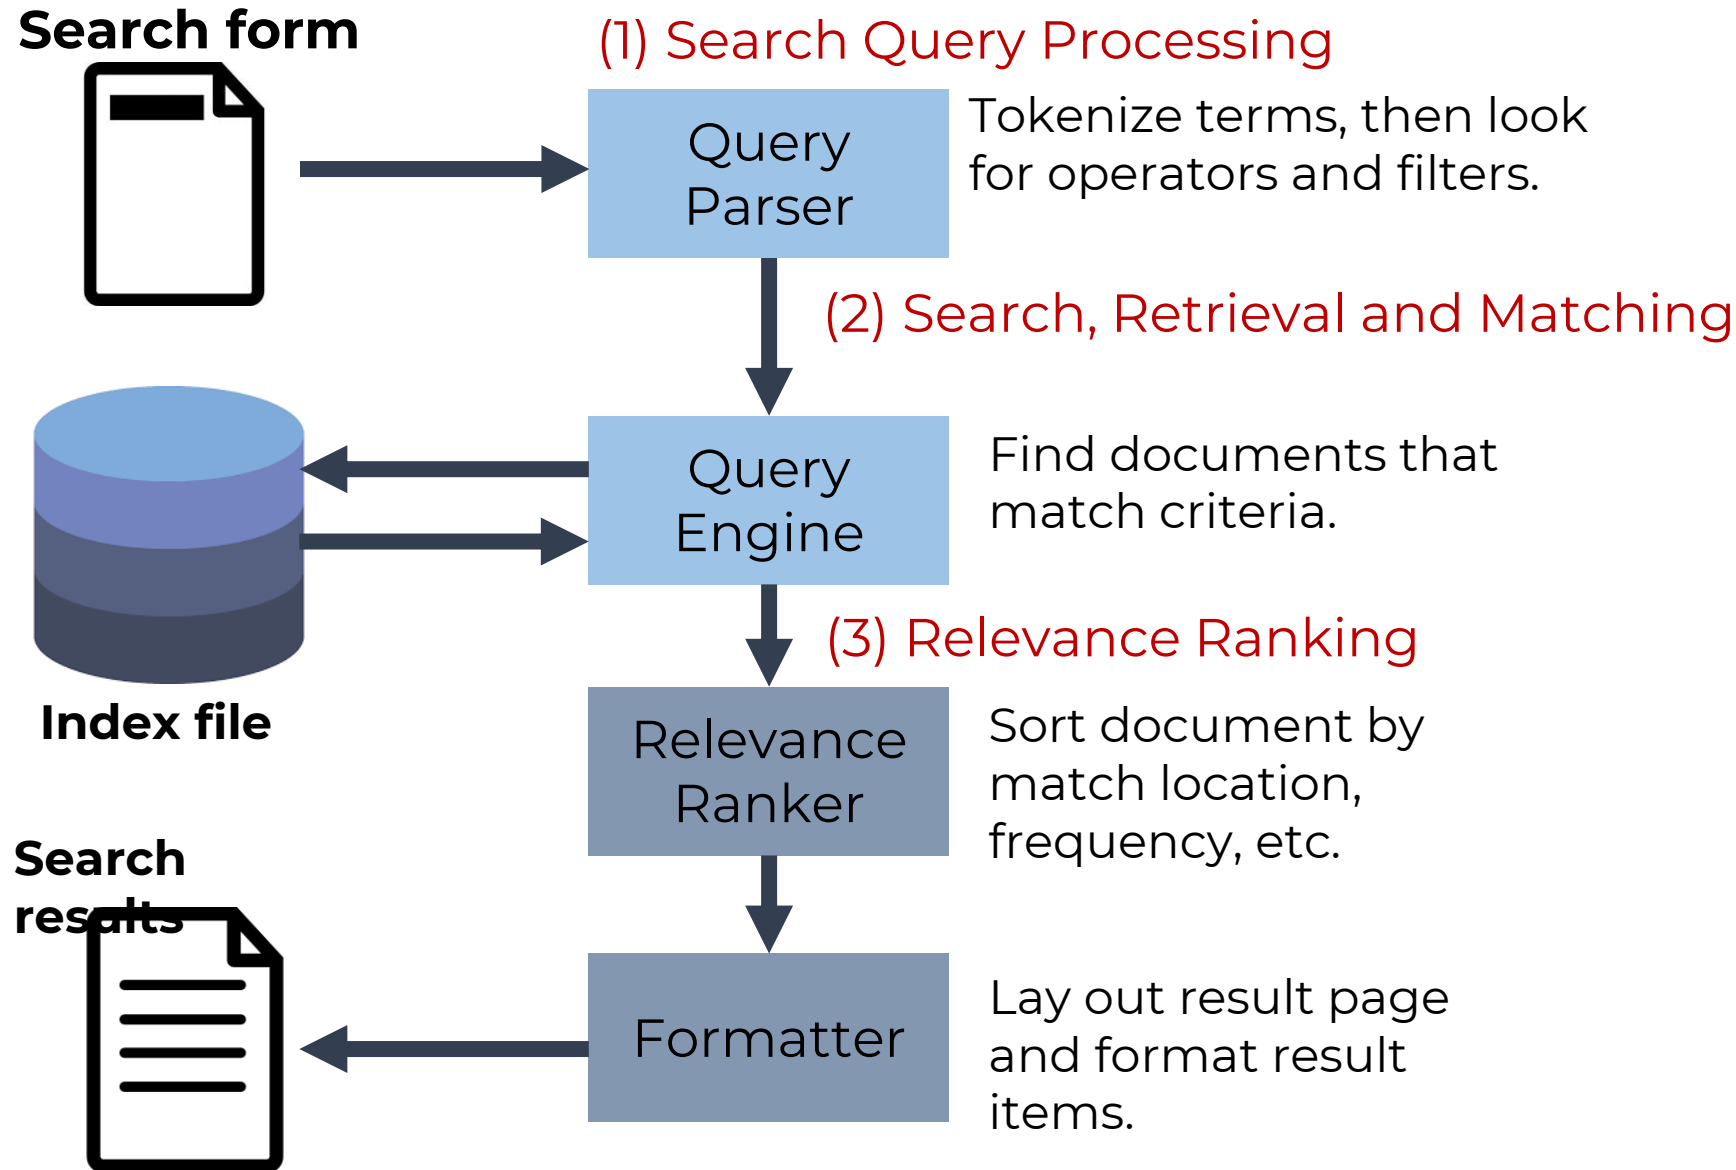 Search form
(1) Search Query Processing
Query
Parser
Tokenize terms, then look
for operators and filters.
(2) Search, Retrieval and Matching
Query
Engine
Find documents that
match criteria.
Index file
(3) Relevance Ranking
Relevance
Ranker
Sort document by
match location,
frequency, etc.
Search
results
Formatter
Lay out result page
and format result
items.